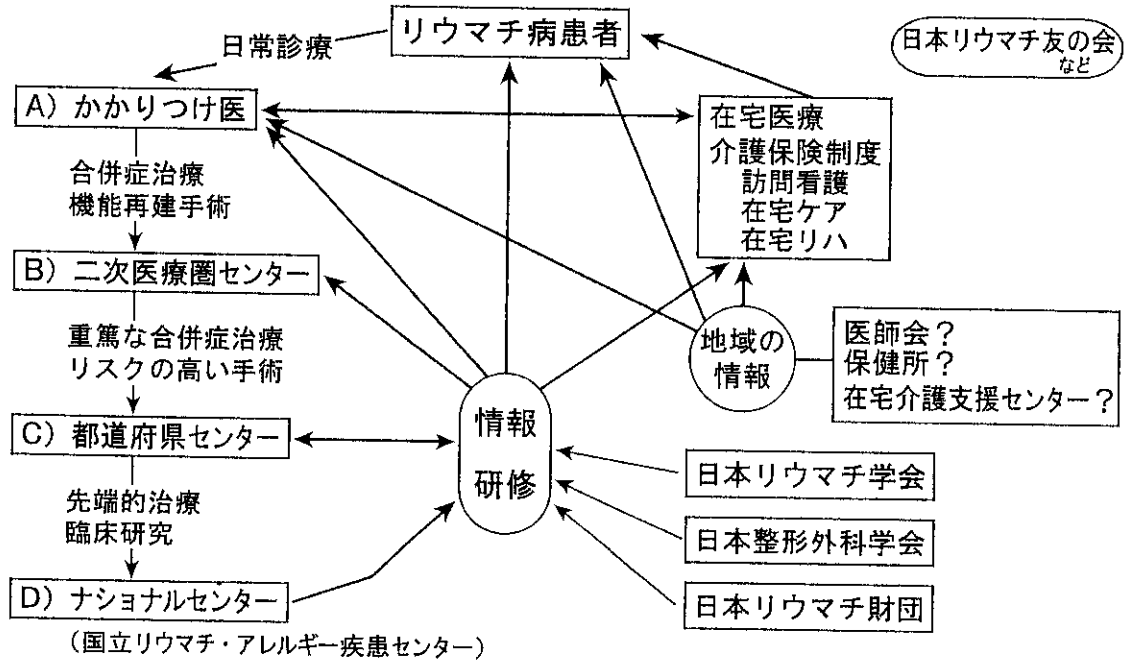 リウマチ病患者
日本リウマチ友の会
など
日常診療
A）かかりつけ医
在宅医療
介護保険制度
訪問看護
在宅ケア
在宅リハ
合併症治療
機能再建手術
B）二次医療圏センター
重篤な合併症治療
リスクの高い手術
地域の
情報
医師会？
保健所？
在宅介護支援センター？
C）都道府県センター
情報
研修
日本リウマチ学会
日本整形外科学会
日本リウマチ財団
先端的治療
臨床研究
D）ナショナルセンター
（国立リウマチ・アレルギー疾患センター）